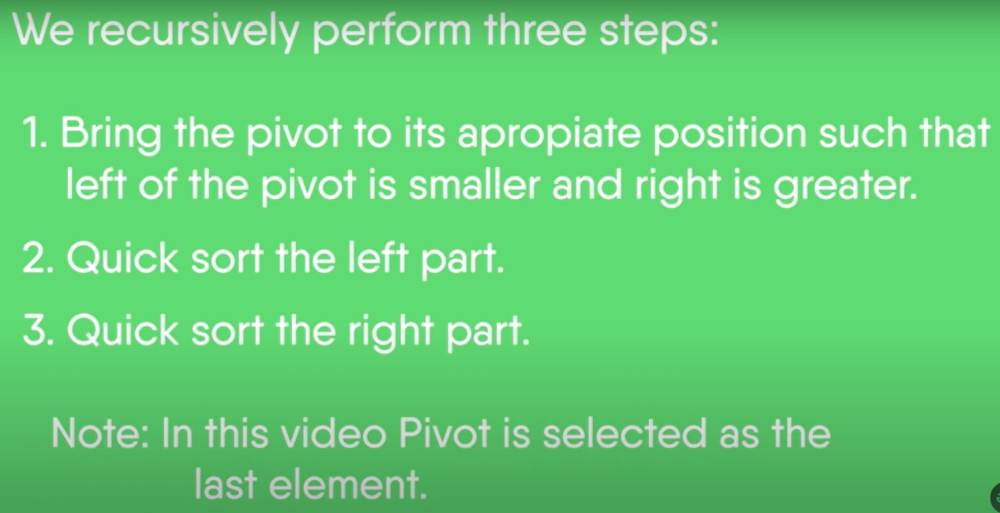 We recursively perform three steps:
1. Bring the pivot to its apropiate position such that
left of the pivot is smaller and right is greater.
2. Quick sort the left part.
3. Quick sort the right part.
Note: In this video Pivot is selected as the
last element.